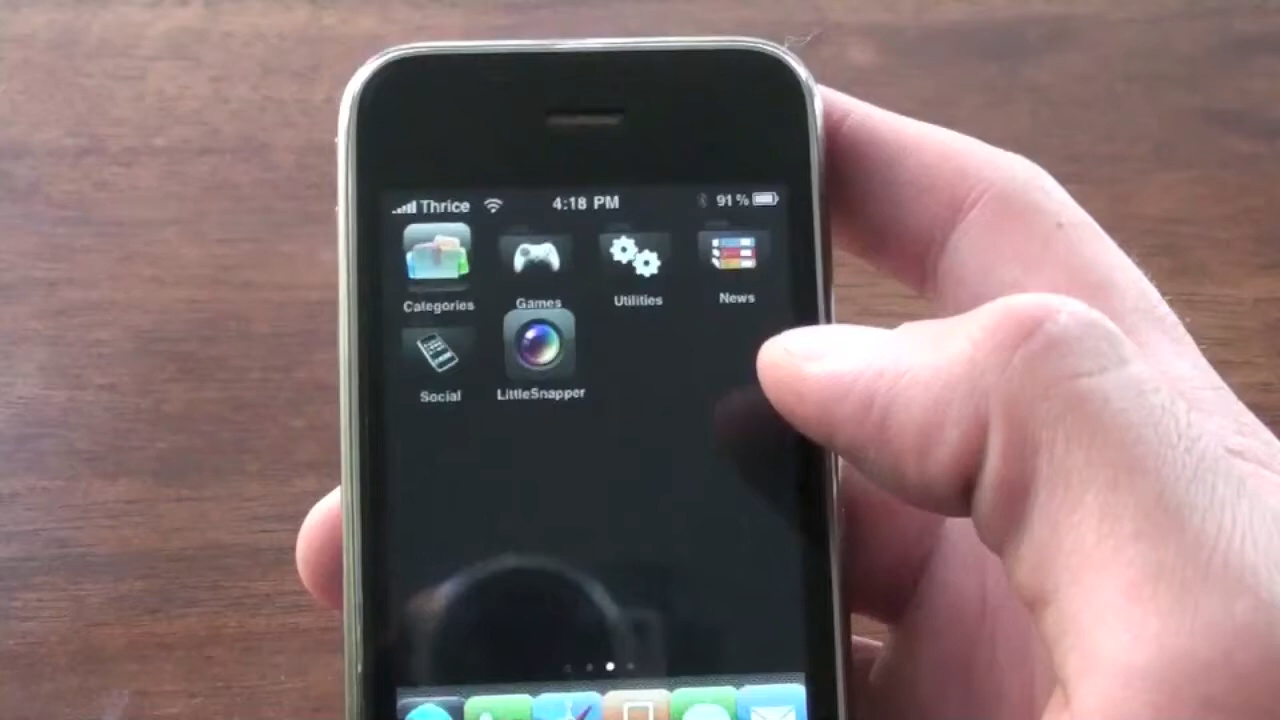 Thrice 4:18 PM 91%
Categories Games Utilities News
Social LittleSnapper